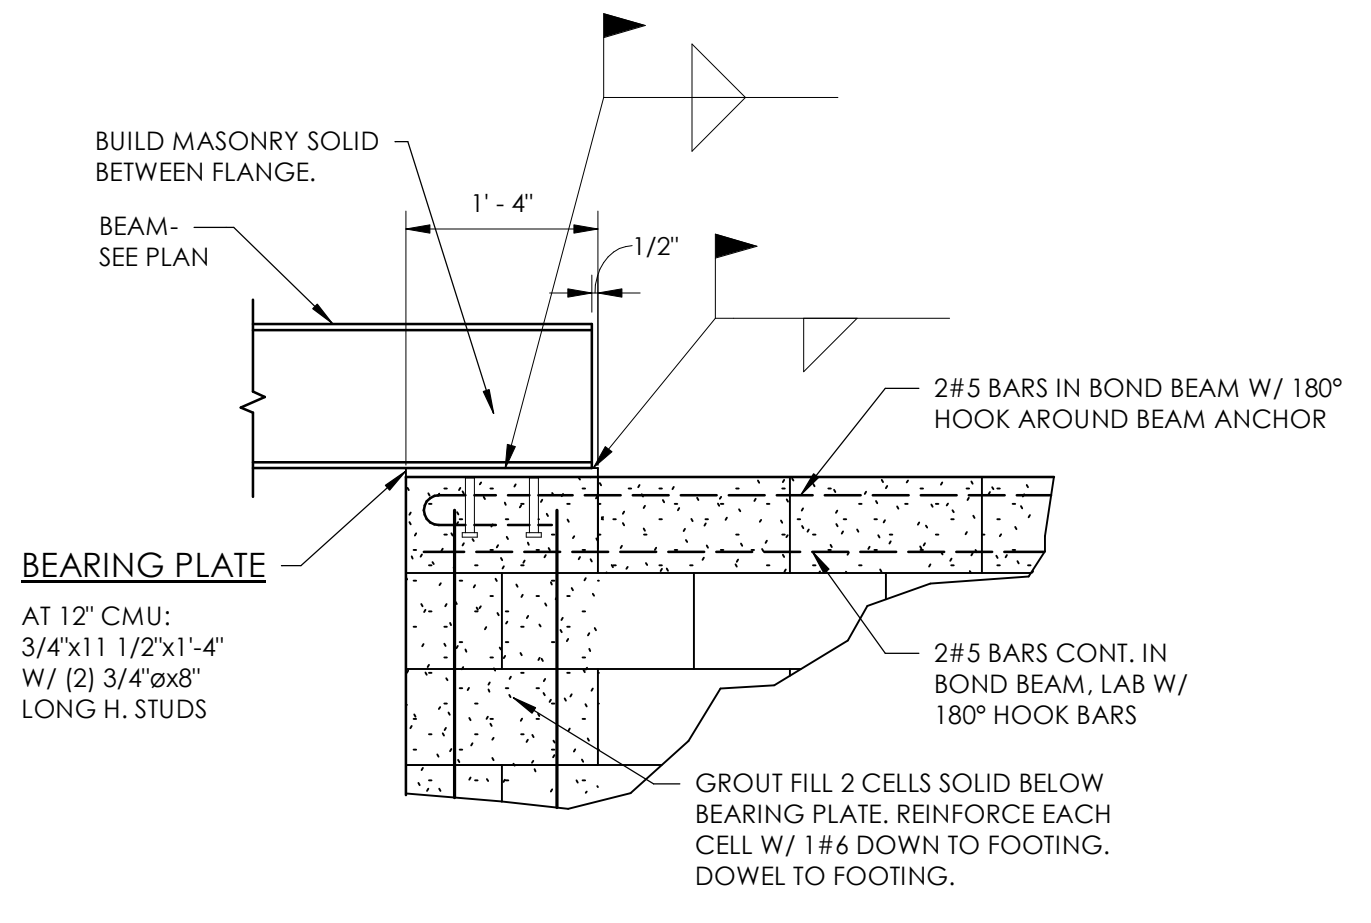 BUILD MASONRY SOLID
BETWEEN FLANGE.
1' - 4"
BEAM-
SEE PLAN
1/2"
2#5 BARS IN BOND BEAM W/ 180°
HOOK AROUND BEAM ANCHOR
BEARING PLATE
AT 12" CMU:
3/4"x11 1/2"x1'-4"
W/ (2) 3/4"øx8"
LONG H. STUDS
2#5 BARS CONT. IN
BOND BEAM, LAB W/
180° HOOK BARS
GROUT FILL 2 CELLS SOLID BELOW
BEARING PLATE. REINFORCE EACH
CELL W/ 1#6 DOWN TO FOOTING.
DOWEL TO FOOTING.